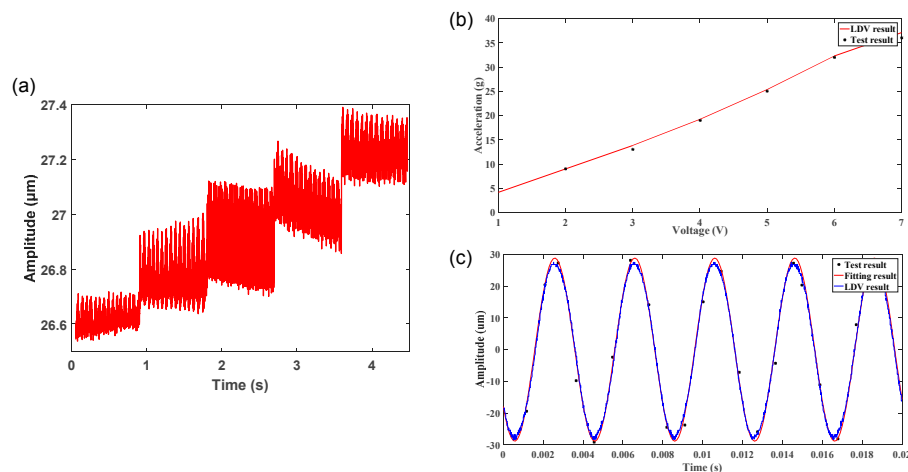 (a)
27.4
27.2
27
26.8
26.6
Amplitude (μm)
0 1 2 3 4
Time (s)
(b)
40
35
30
25
20
15
10
5
0
Acceleration (g)
LDV result
Test result
1 2 3 4 5 6 7
Voltage (V)
(c)
30
20
10
0
-10
-20
-30
Amplitude (um)
Test result
Fitting result
LDV result
0 0.002 0.004 0.006 0.008 0.01 0.012 0.014 0.016 0.018 0.02
Time (s)